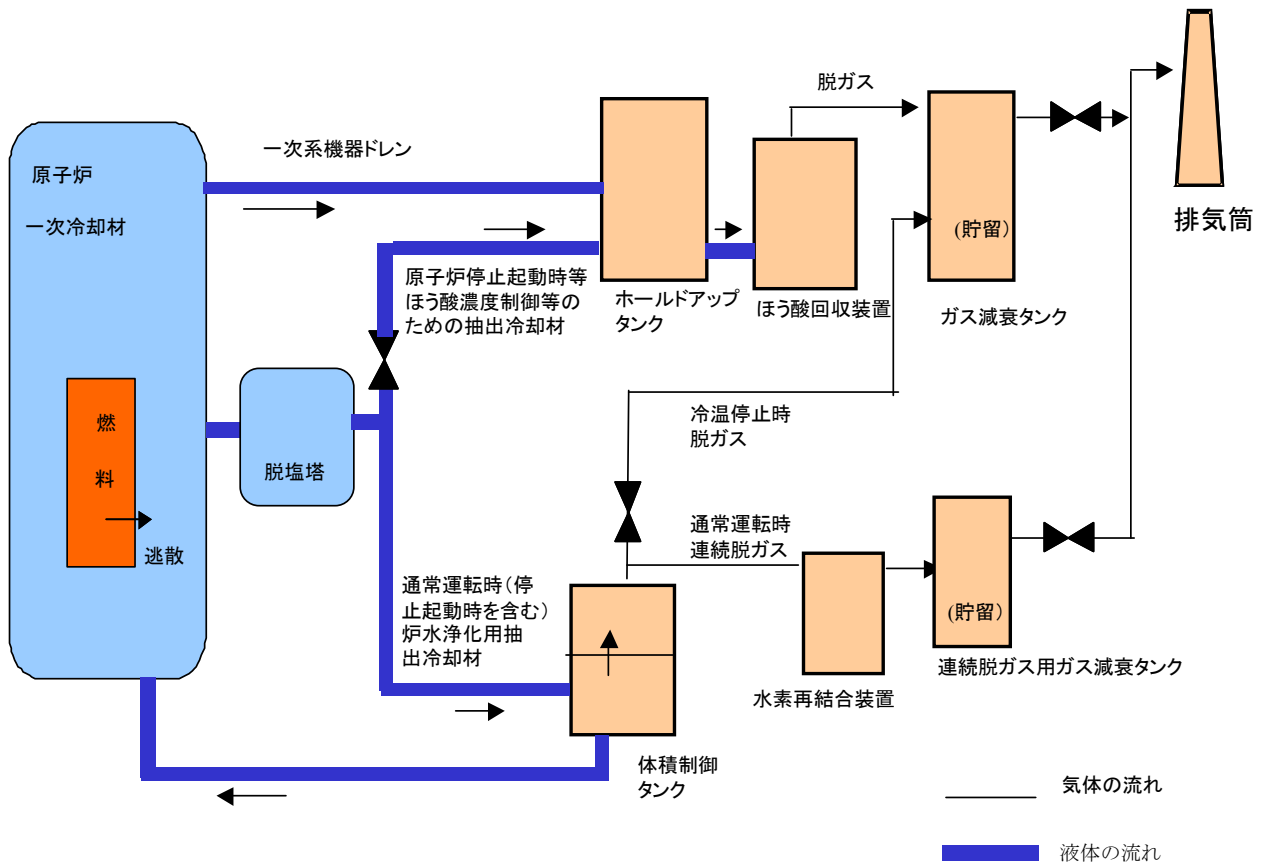 脱ガス
一次系機器ドレン
原子炉
一次冷却材
排気筒
(貯留）
原子炉停止起動時等
ほう酸濃度制御等の
ための抽出冷却材
ホールドアップ
タンク
ほう酸回収装置
ガス減衰タンク
燃
料
冷温停止時
脱ガス
脱塩塔
逃散
通常運転時
連続脱ガス
通常運転時（停
止起動時を含む）
炉水浄化用抽
出冷却材
(貯留）
連続脱ガス用ガス減衰タンク
水素再結合装置
体積制御
タンク
気体の流れ
液体の流れ